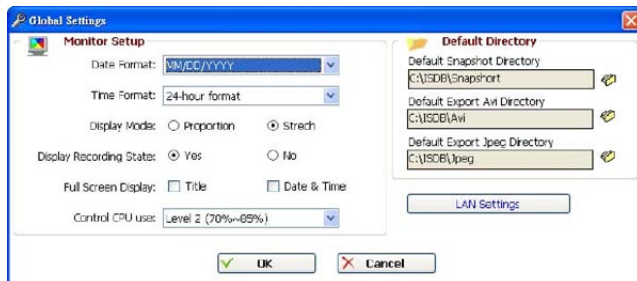 Global Settings
Monitor Setup
Date Format: MM/DD/YYYY
Time Format: 24-hour format
Display Mode: Proportion Strech
Display Recording State: Yes No
Full Screen Display: Title Date & Time
Control CPU use: Level 2 (70%~85%)
Default Directory
Default Snapshot Directory
C:\ISDB\Snapshort
Default Export Avi Directory
C:\ISDB\Avi
Default Export Jpeg Directory
C:\ISDB\Jpeg
LAN Settings
OK Cancel